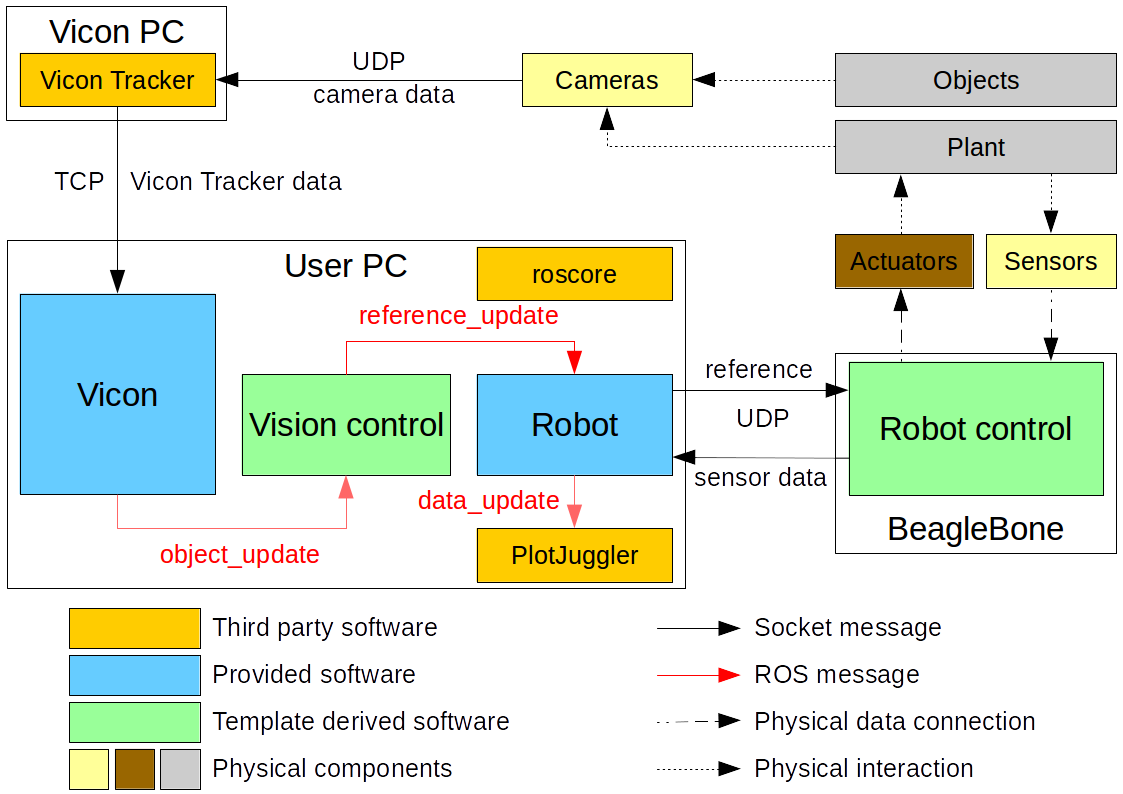 Vicon PC
Vicon Tracker
UDP
camera data
Cameras
Objects
Plant
TCP
Vicon Tracker data
Actuators
Sensors
User PC
roscore
reference_update
Vicon
Vision control
Robot
reference
UDP
sensor data
Robot control
BeagleBone
data_update
object_update
PlotJuggler
Third party software
Socket message
Provided software
ROS message
Template derived software
Physical data connection
Physical components
Physical interaction